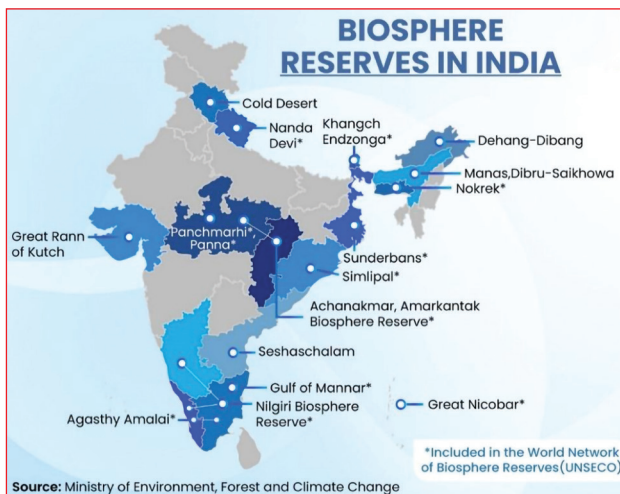 BIOSPHERE
RESERVES IN INDIA
Cold Desert
Nanda
Devi*
Khangch
Endzonga*
Dehang-Dibang
Manas,Dibru-Saikhowa
Nokrek*
Great Rann
of Kutch
Panchmarhi*,
Panna*
Sunderbans*
Simlipal*
Achanakmar, Amarkantak
Biosphere Reserve*
Seshaschalam
Gulf of Mannar*
Agasthy Amalai*
Nilgiri Biosphere
Reserve*
Great Nicobar*
*Included in the World Network
of Biosphere Reserves(UNSECO)
Source: Ministry of Environment, Forest and Climate Change